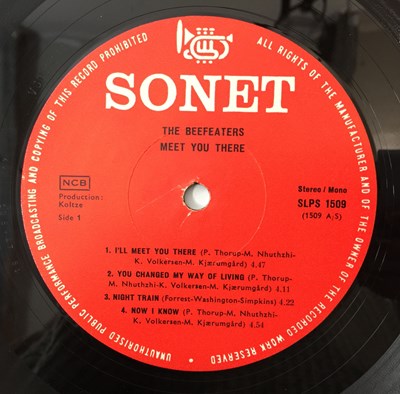 ALL RIGHTS OF THE MANUFACTURER AND OF THE OWNER OF THE RECORDED WORK RESERVED
UNAUTHORISED PUBLIC PERFORMANCE BROADCASTING AND COPYING OF THIS RECORD PROHIBITED
SONET
THE BEEFEATERS
MEET YOU THERE
NCB
Production:
Koltze
Side 1
Stereo/Mono
SLPS 1509
(1509 A;S)
1. I'LL MEET YOU THERE (P. Thorup-M. Nhuthzhi-
K. Volkersen-M. Kjærumgård) 4.47
2. YOU CHANGED MY WAY OF LIVING (P. Thorup-
M. Nhuthzhi-K. Volkersen-M. Kjærumgård) 4.11
3. NIGHT TRAIN (Forrest-Washington-Simpkins) 4.22
4. NOW I KNOW (P. Thorup-M. Nhuthzhi-
K. Volkersen-M. Kjærumgård) 4.54